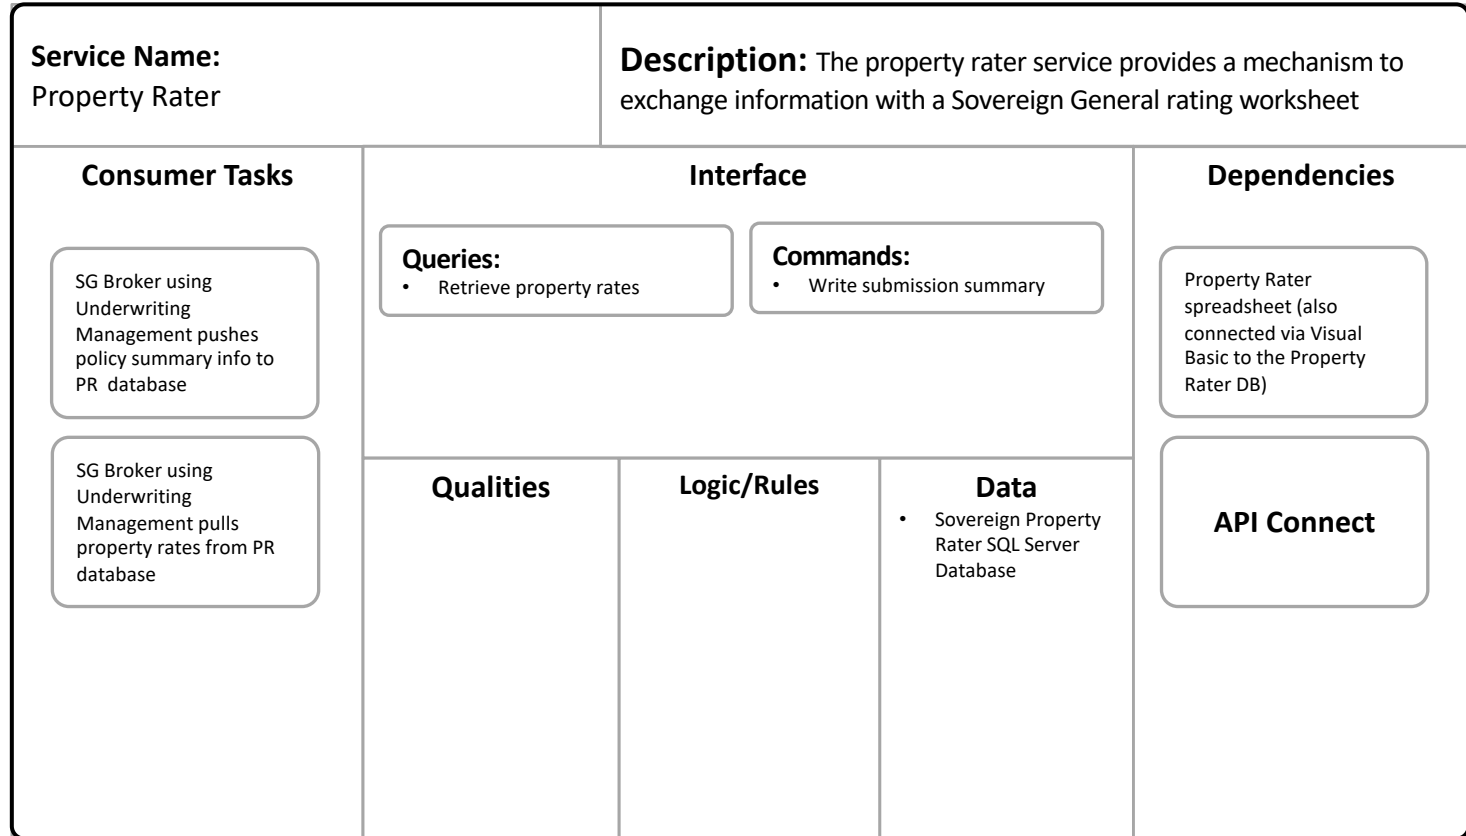 Service Name:
Property Rater
Description: The property rater service provides a mechanism to
exchange information with a Sovereign General rating worksheet
Consumer Tasks
SG Broker using
Underwriting
Management pushes
policy summary info to
PR  database
SG Broker using
Underwriting
Management pulls
property rates from PR
database
Interface
Queries:
• Retrieve property rates
Commands:
• Write submission summary
Qualities
Logic/Rules
Data
• Sovereign Property
Rater SQL Server
Database
Dependencies
Property Rater
spreadsheet (also
connected via Visual
Basic to the Property
Rater DB)
API Connect